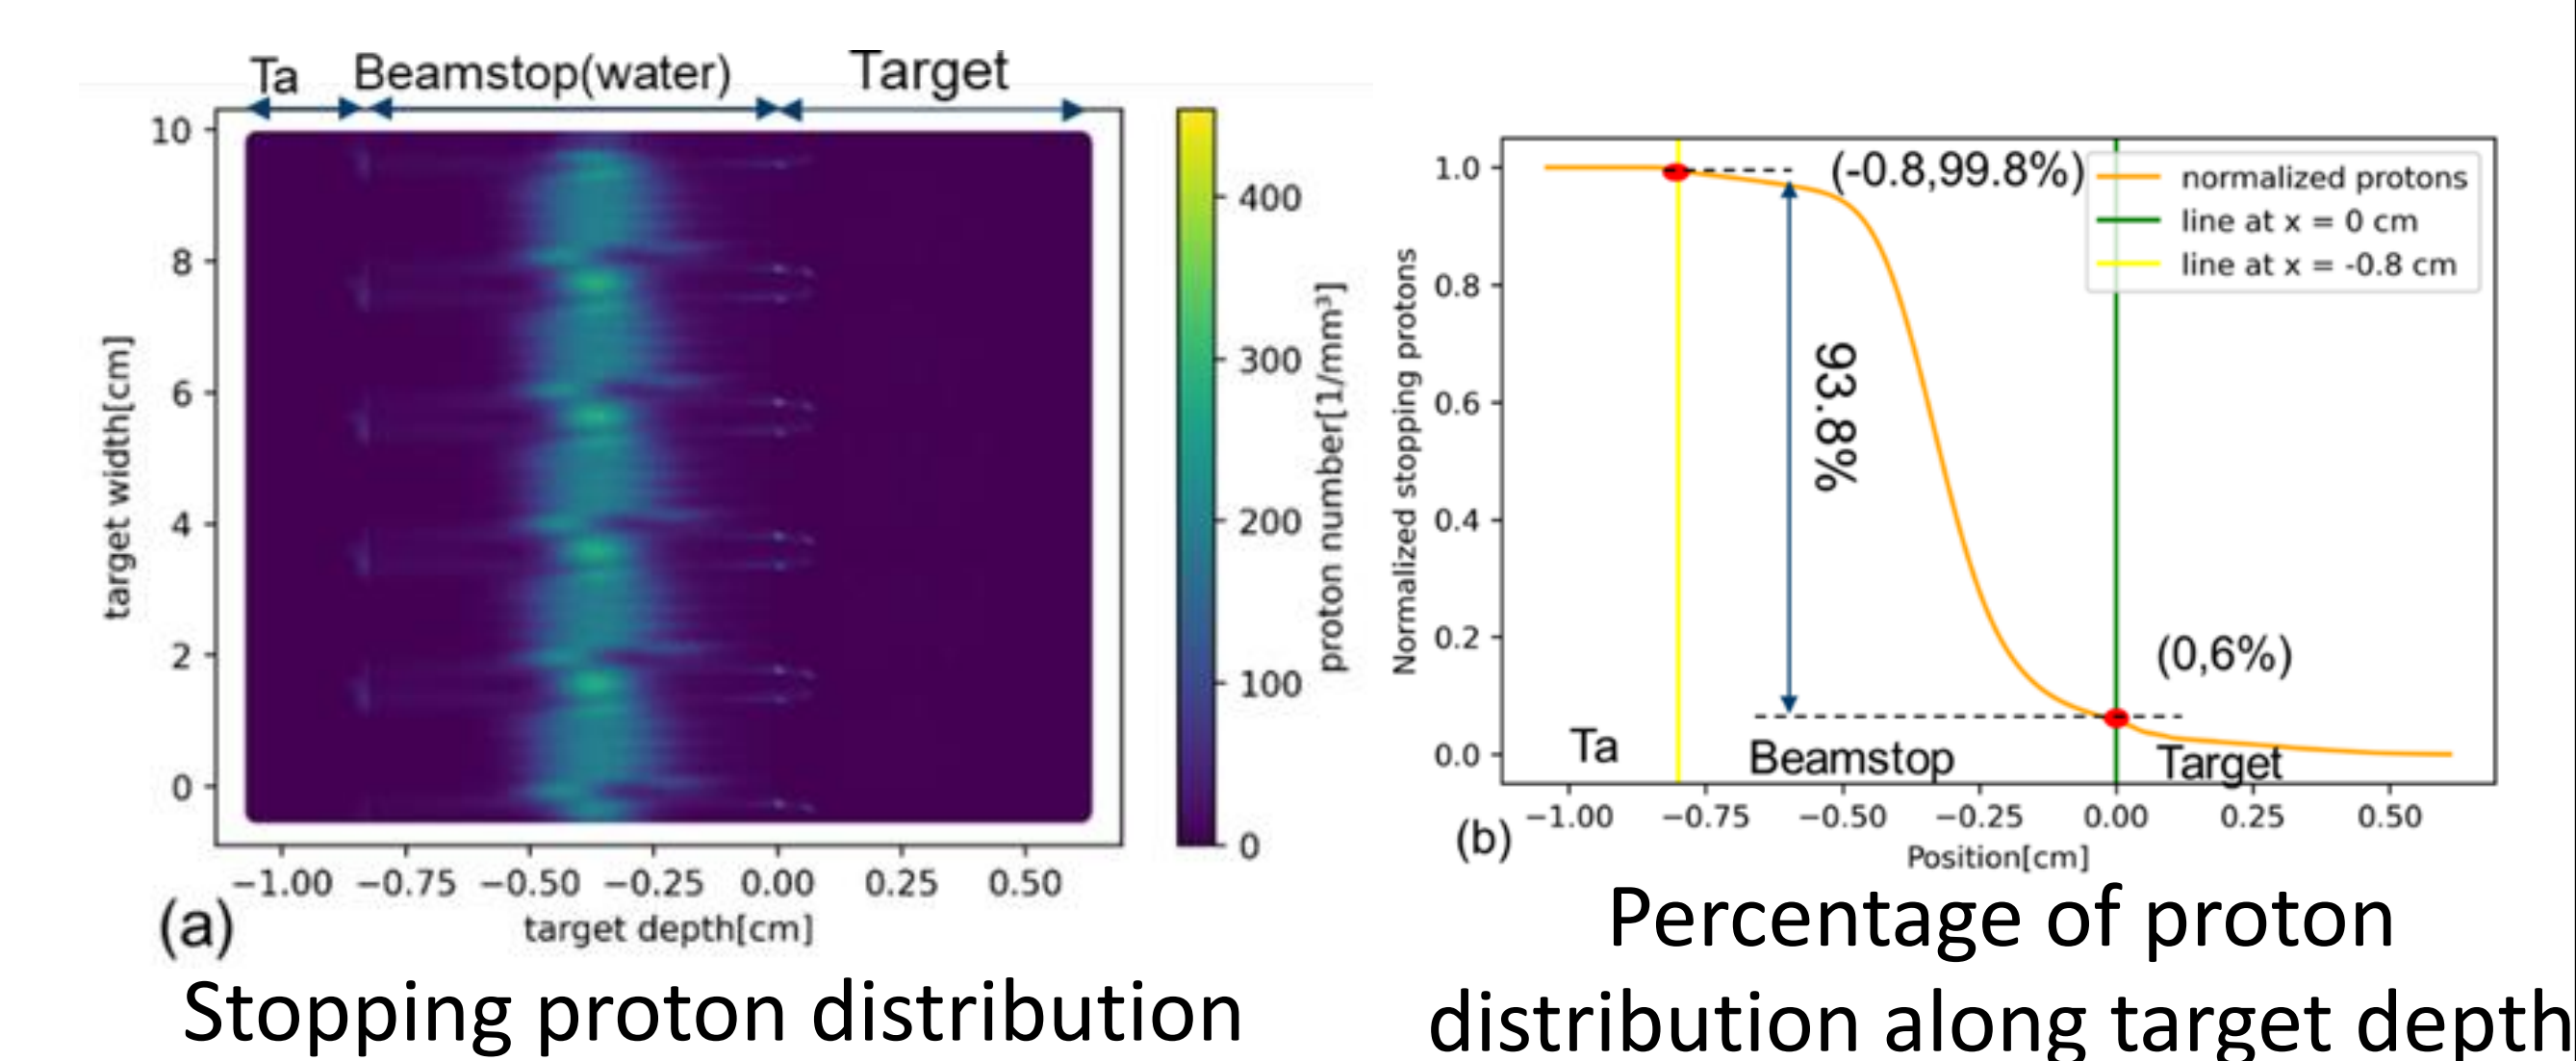 Ta
Beamstop(water)
Target
10
8
6
4
2
0
target width[cm]
−1.00 −0.75 −0.50 −0.25 0.00 0.25 0.50
target depth[cm]
400
300
200
100
0
proton number[1/mm³]
(a)
Stopping proton distribution
1.0
0.8
0.6
0.4
0.2
0.0
Normalized stopping protons
(-0.8,99.8%)
normalized protons
line at x = 0 cm
line at x = -0.8 cm
93.8%
(0,6%)
Ta
Beamstop
Target
−1.00 −0.75 −0.50 −0.25 0.00 0.25 0.50
Position[cm]
(b)
Percentage of proton
distribution along target depth